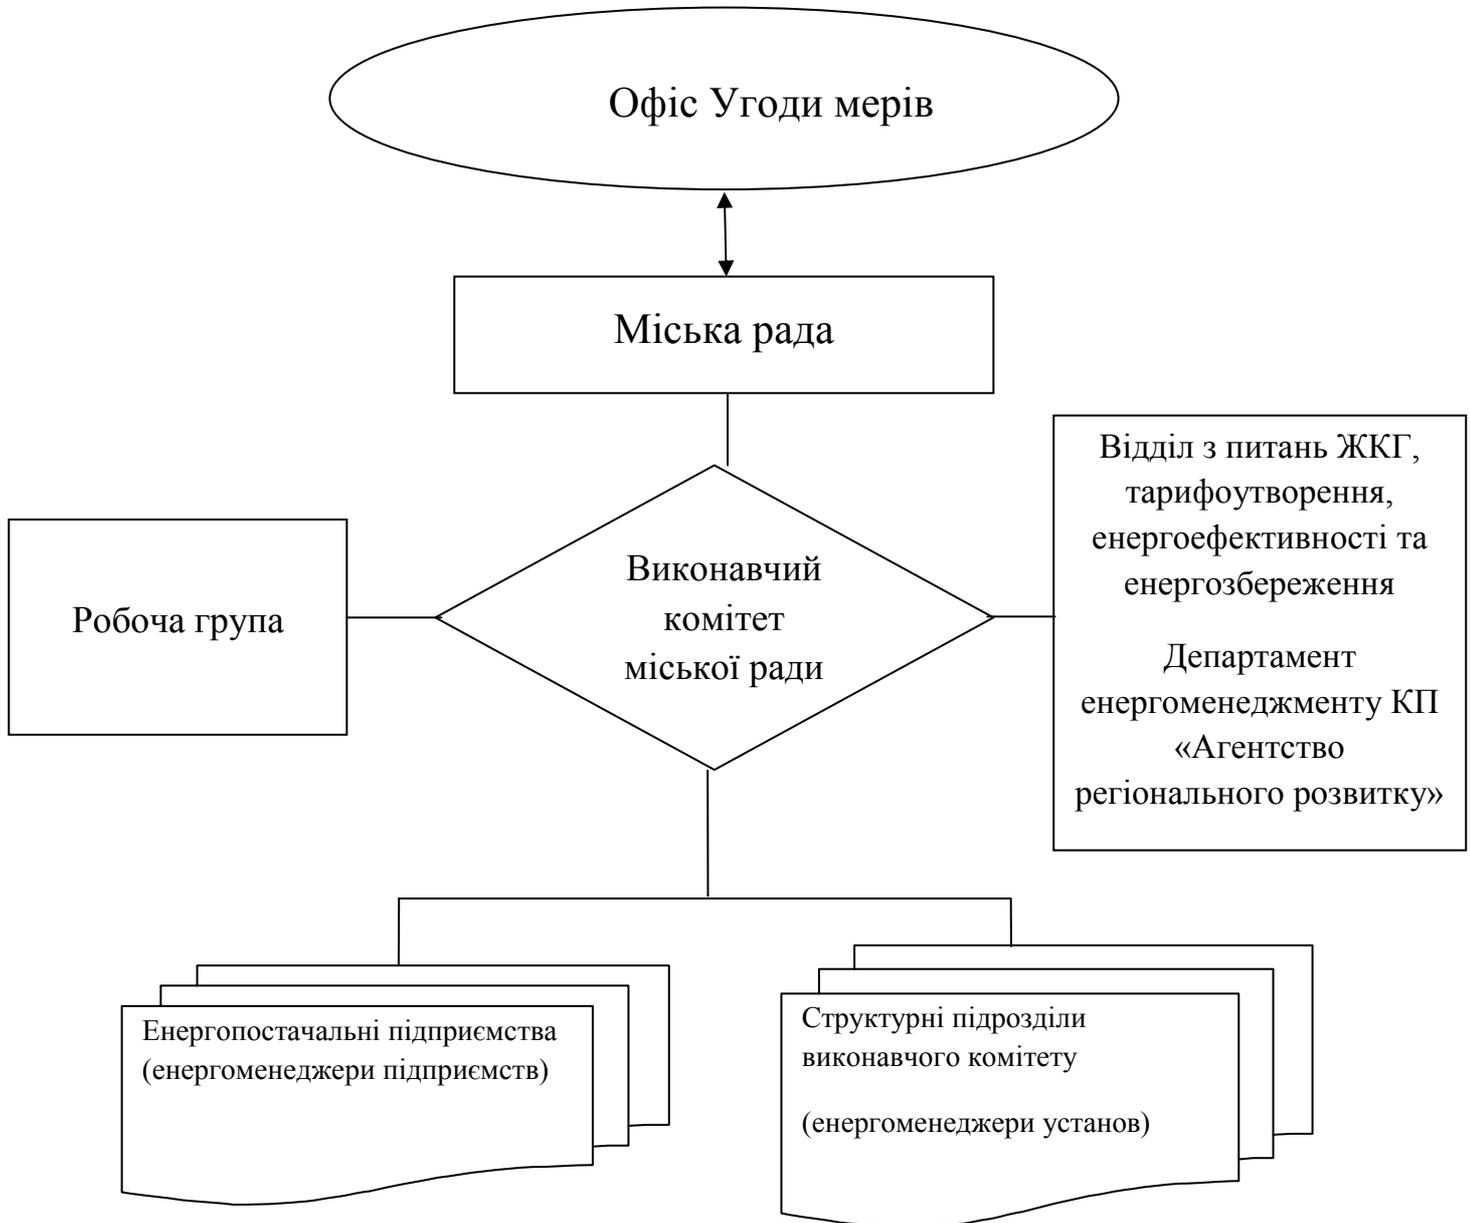 Офіс Угоди мерів
Міська рада
Відділ з питань ЖКГ,
тарифоутворення,
енергоефективності та
енергозбереження
Департамент
енергоменеджменту КП
«Агентство
регіонального розвитку»
Робоча група
Виконавчий
комітет
міської ради
Енергопостачальні підприємства
(енергоменеджери підприємств)
Структурні підрозділи
виконавчого комітету
(енергоменеджери установ)